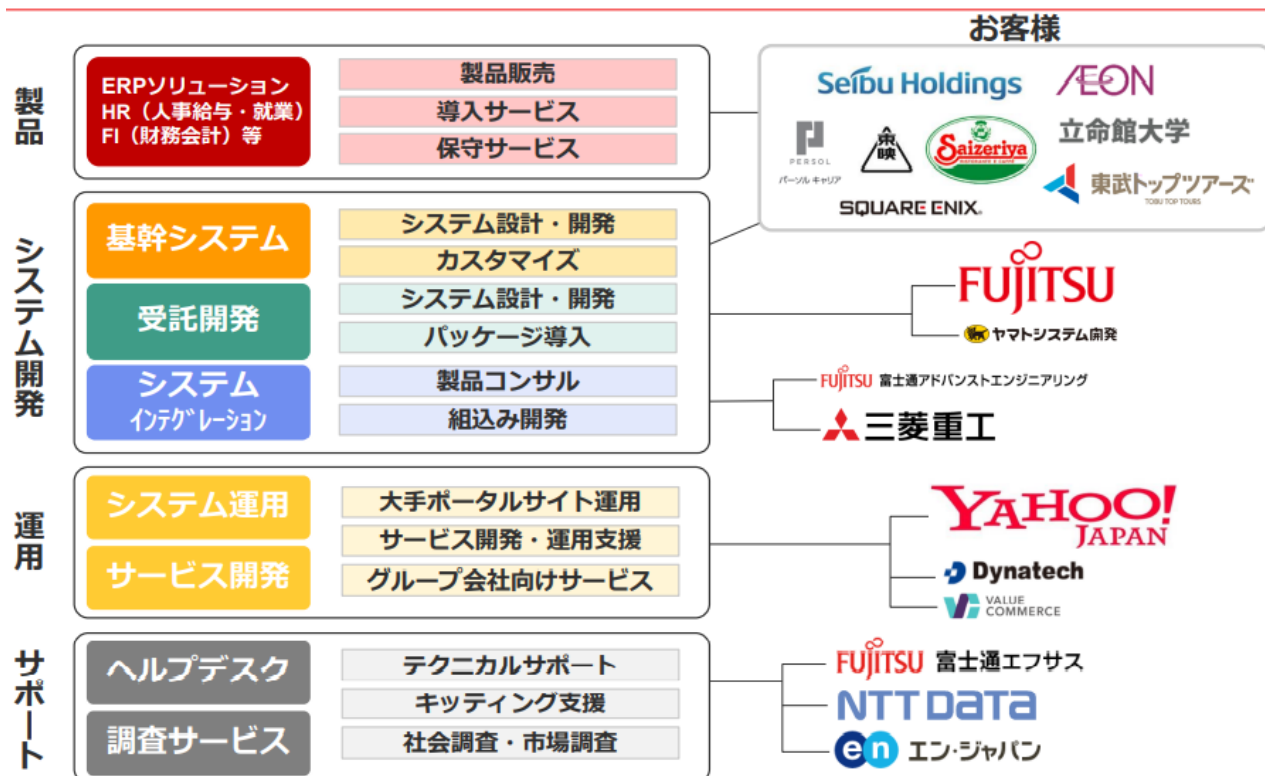 お客様
製品
ERPソリューション
HR（人事給与・就業）
FI（財務会計）等
製品販売
導入サービス
保守サービス
Seibu Holdings
ÆON
PERSOL
パーソル キャリア
東映
Saizeriya
RISTORANTE E CAFFÈ
立命館大学
東武トップツアーズ
TOBU TOP TOURS
SQUARE ENIX®
システム開発
基幹システム
システム設計・開発
カスタマイズ
受託開発
システム設計・開発
パッケージ導入
システム
ｲﾝﾃｸﾞﾚｰｼｮﾝ
製品コンサル
組込み開発
FUJITSU
ヤマトシステム開発
FUJITSU 富士通アドバンストエンジニアリング
三菱重工
運用
システム運用
サービス開発
大手ポータルサイト運用
サービス開発・運用支援
グループ会社向けサービス
YAHOO!
JAPAN
Dynatech
VALUE
COMMERCE
サポート
ヘルプデスク
調査サービス
テクニカルサポート
キッティング支援
社会調査・市場調査
FUJITSU 富士通エフサス
NTT DATA
en エン・ジャパン